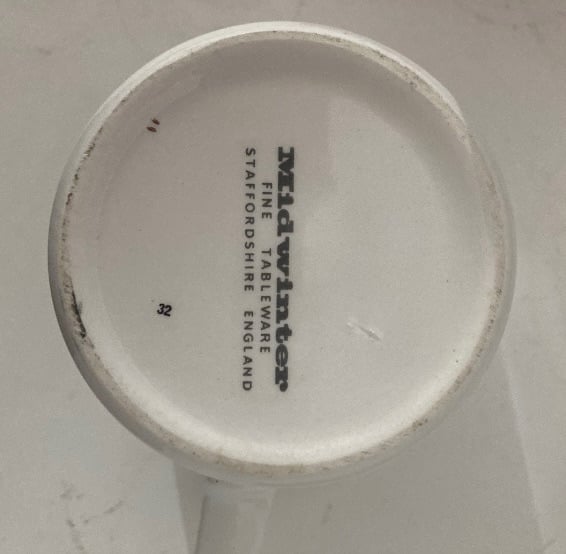 Midwinter
FINE TABLEWARE
STAFFORDSHIRE ENGLAND
32